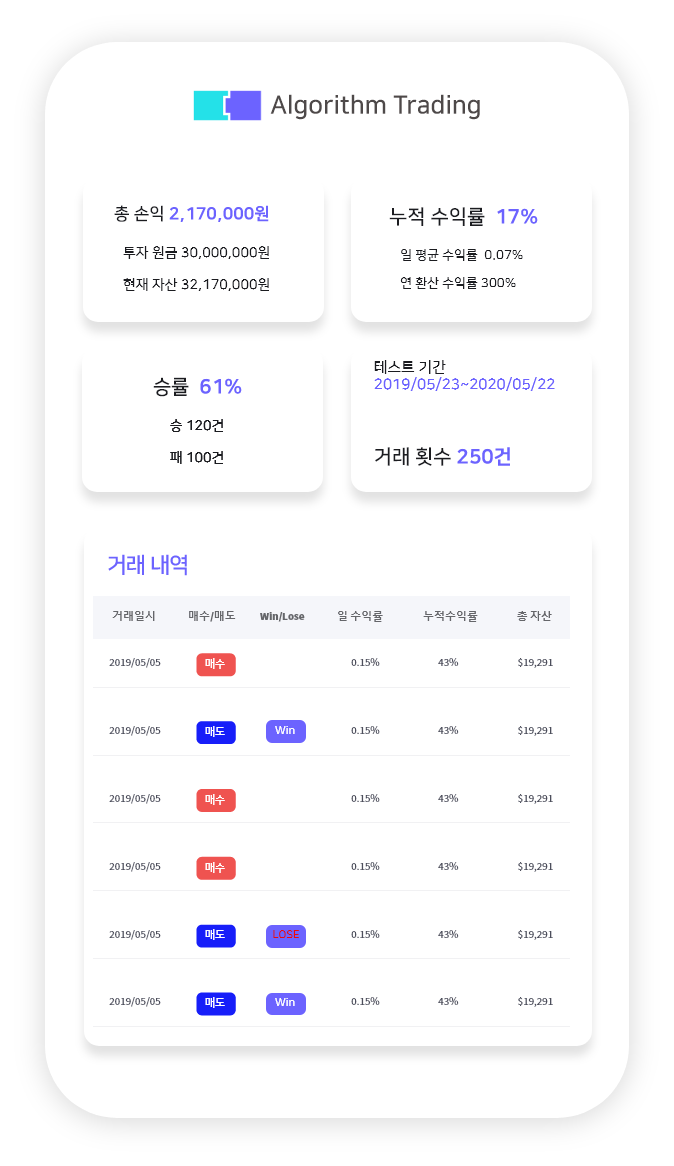 Algorithm Trading
총 손익 2,170,000원
투자 원금 30,000,000원
현재 자산 32,170,000원
누적 수익률 17%
일 평균 수익률 0.07%
연 환산 수익률 300%
승률 61%
승 120건
패 100건
테스트 기간
2019/05/23~2020/05/22
거래 횟수 250건
거래 내역
거래일시 매수/매도 Win/Lose 일 수익률 누적수익률 총 자산
2019/05/05 매수 0.15% 43% $19,291
2019/05/05 매도 Win 0.15% 43% $19,291
2019/05/05 매수 0.15% 43% $19,291
2019/05/05 매수 0.15% 43% $19,291
2019/05/05 매도 LOSE 0.15% 43% $19,291
2019/05/05 매도 Win 0.15% 43% $19,291